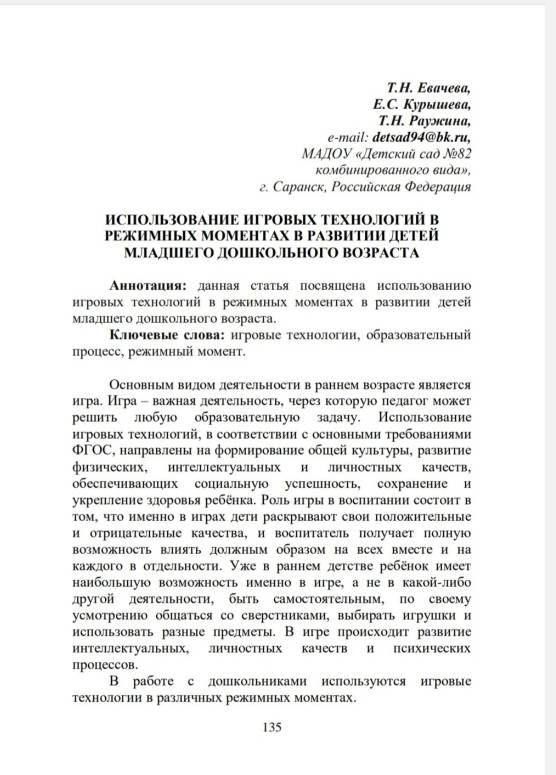 Т.Н. Евачева,
Е.С. Курышева,
Т.Н. Раужина,
e-mail: detsad94@bk.ru,
МАДОУ «Детский сад №82
комбинированного вида»,
г. Саранск, Российская Федерация
ИСПОЛЬЗОВАНИЕ ИГРОВЫХ ТЕХНОЛОГИЙ В
РЕЖИМНЫХ МОМЕНТАХ В РАЗВИТИИ ДЕТЕЙ
МЛАДШЕГО ДОШКОЛЬНОГО ВОЗРАСТА
Аннотация: данная статья посвящена использованию
игровых технологий в режимных моментах в развитии детей
младшего дошкольного возраста.
Ключевые слова: игровые технологии, образовательный
процесс, режимный момент.
Основным видом деятельности в раннем возрасте является
игра. Игра – важная деятельность, через которую педагог может
решить любую образовательную задачу. Использование
игровых технологий, в соответствии с основными требованиями
ФГОС, направлены на формирование общей культуры, развитие
физических, интеллектуальных и личностных качеств,
обеспечивающих социальную успешность, сохранение и
укрепление здоровья ребёнка. Роль игры в воспитании состоит в
том, что именно в играх дети раскрывают свои положительные
и отрицательные качества, и воспитатель получает полную
возможность влиять должным образом на всех вместе и на
каждого в отдельности. Уже в раннем детстве ребёнок имеет
наибольшую возможность именно в игре, а не в какой-либо
другой деятельности, быть самостоятельным, по своему
усмотрению общаться со сверстниками, выбирать игрушки и
использовать разные предметы. В игре происходит развитие
интеллектуальных, личностных качеств и психических
процессов.
В работе с дошкольниками используются игровые
технологии в различных режимных моментах.
135